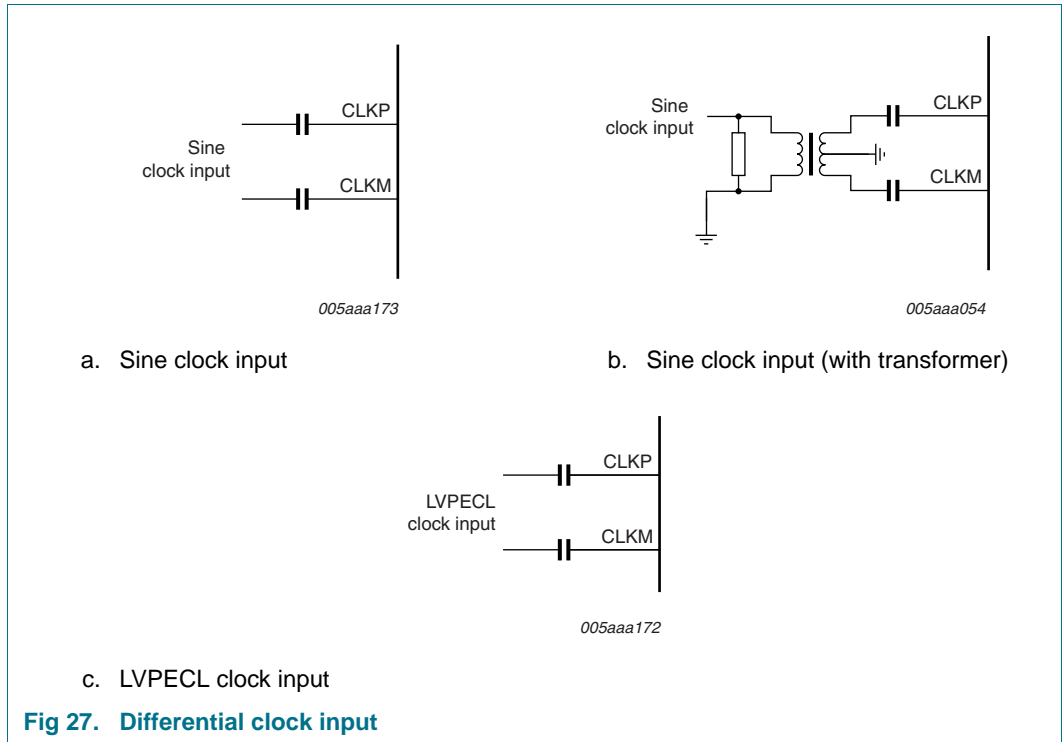 CLKP
Sine
clock input
CLKM
005aaa173
a. Sine clock input
Sine
clock input
CLKP
CLKM
005aaa054
b. Sine clock input (with transformer)
CLKP
LVPECL
clock input
CLKM
005aaa172
c. LVPECL clock input
Fig 27. Differential clock input